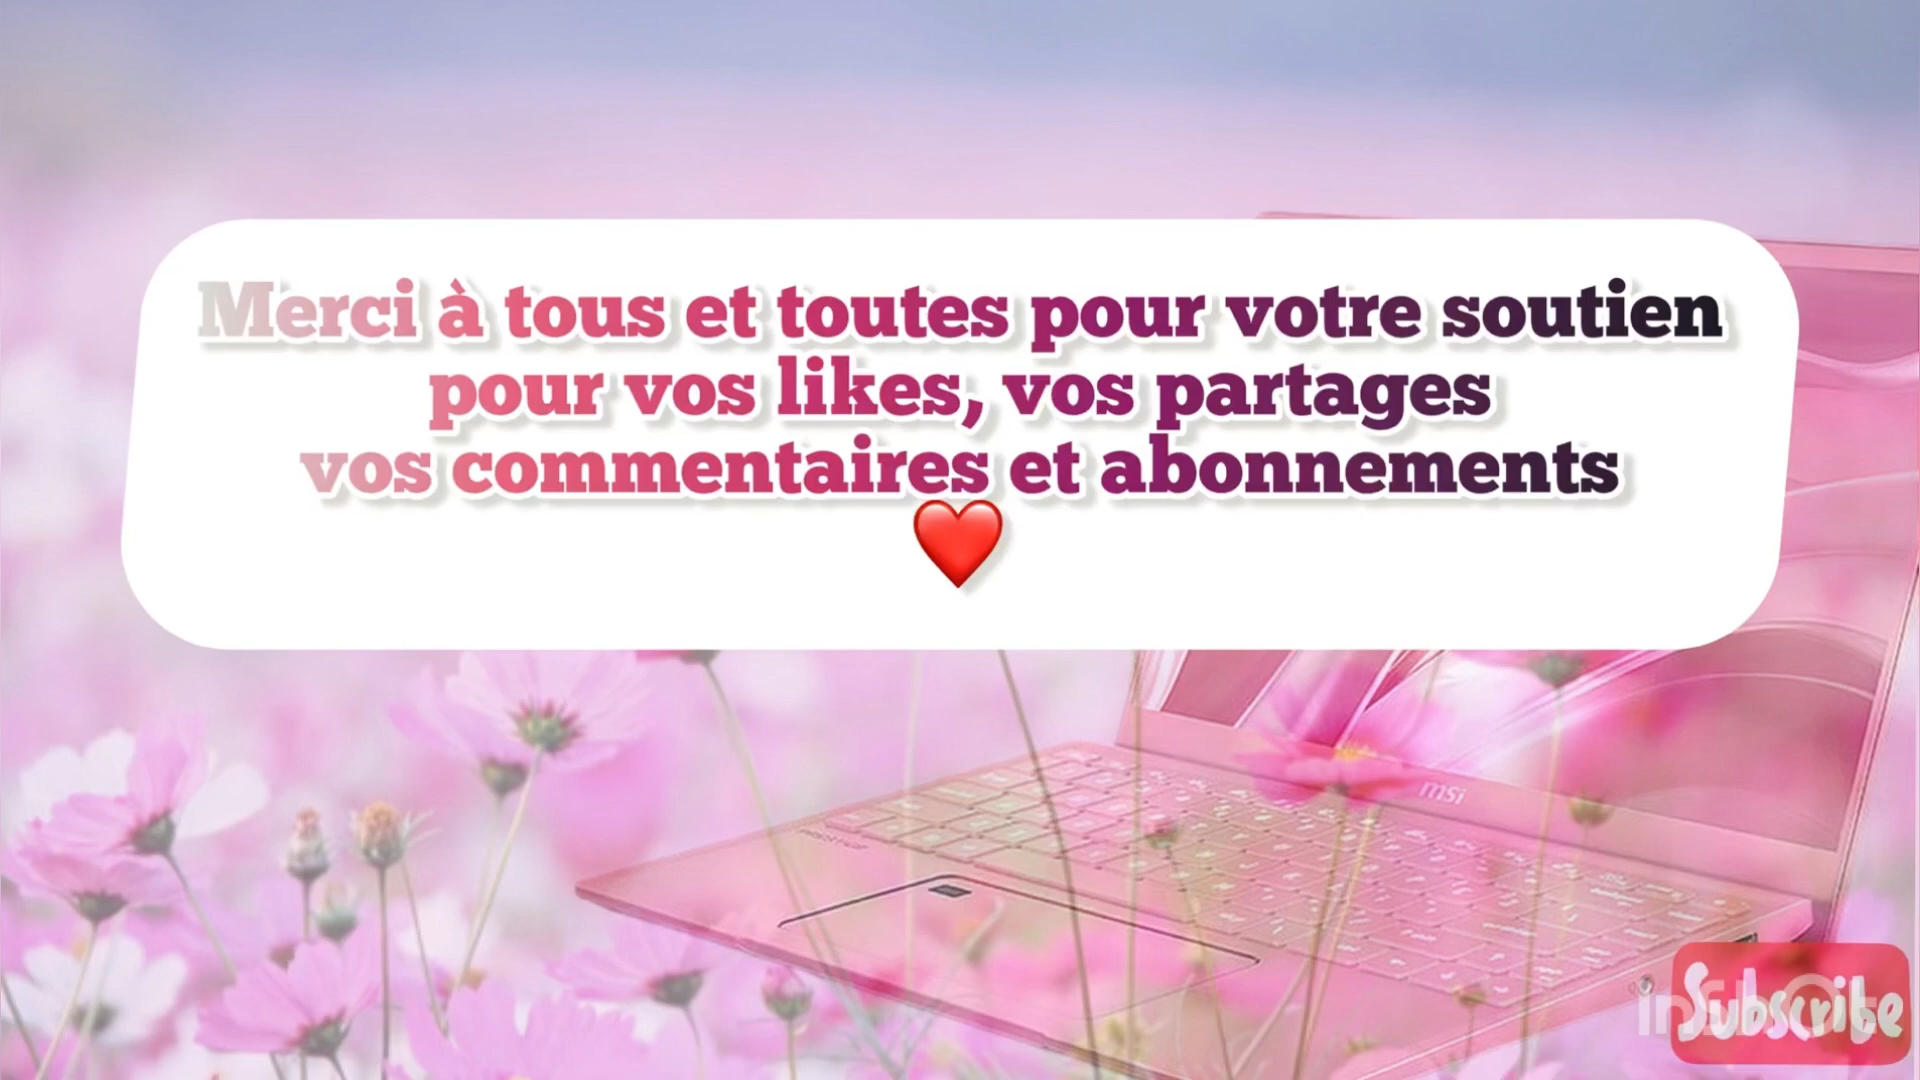 Merci à tous et toutes pour votre soutien
pour vos likes, vos partages
vos commentaires et abonnements
msi
Subscribe